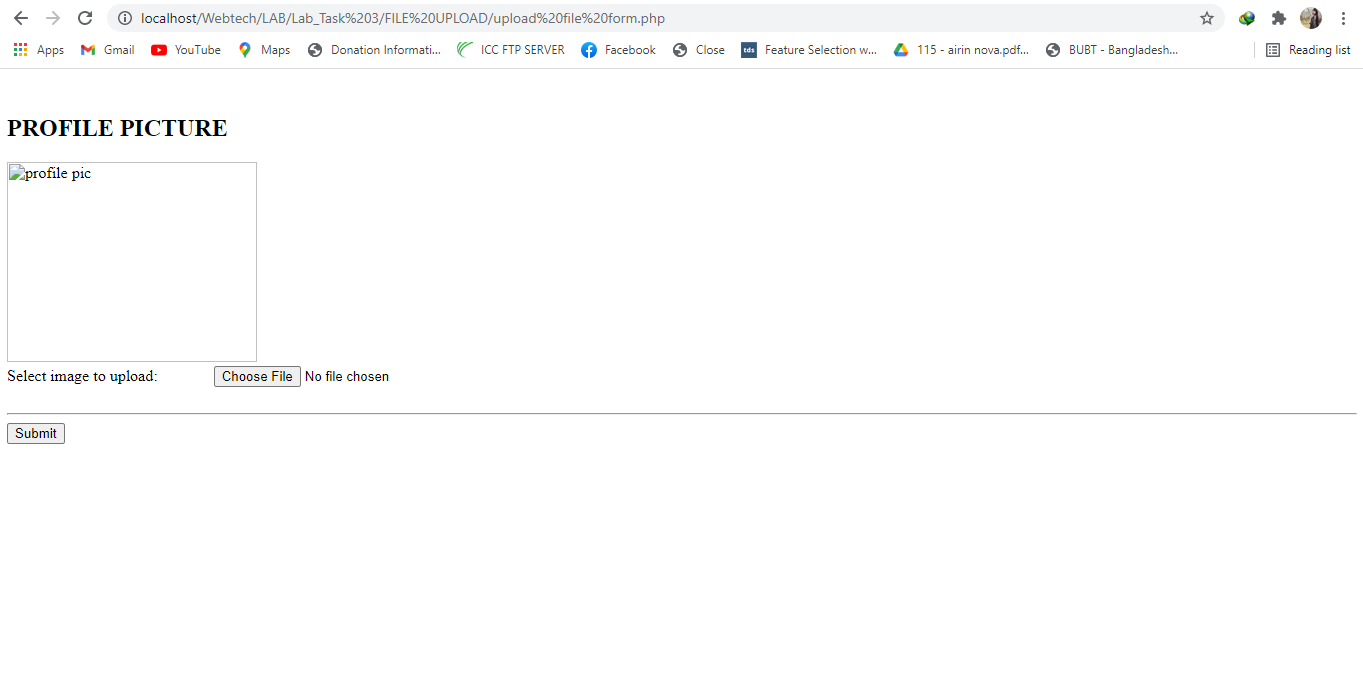 localhost/Webtech/LAB/Lab_Task%203/FILE%20UPLOAD/upload%20file%20form.php
Apps Gmail YouTube Maps Donation Informati... ICC FTP SERVER Facebook Close tds Feature Selection w... 115 - airin nova.pdf... BUBT - Bangladesh... Reading list
PROFILE PICTURE
profile pic
Select image to upload: Choose File No file chosen
Submit